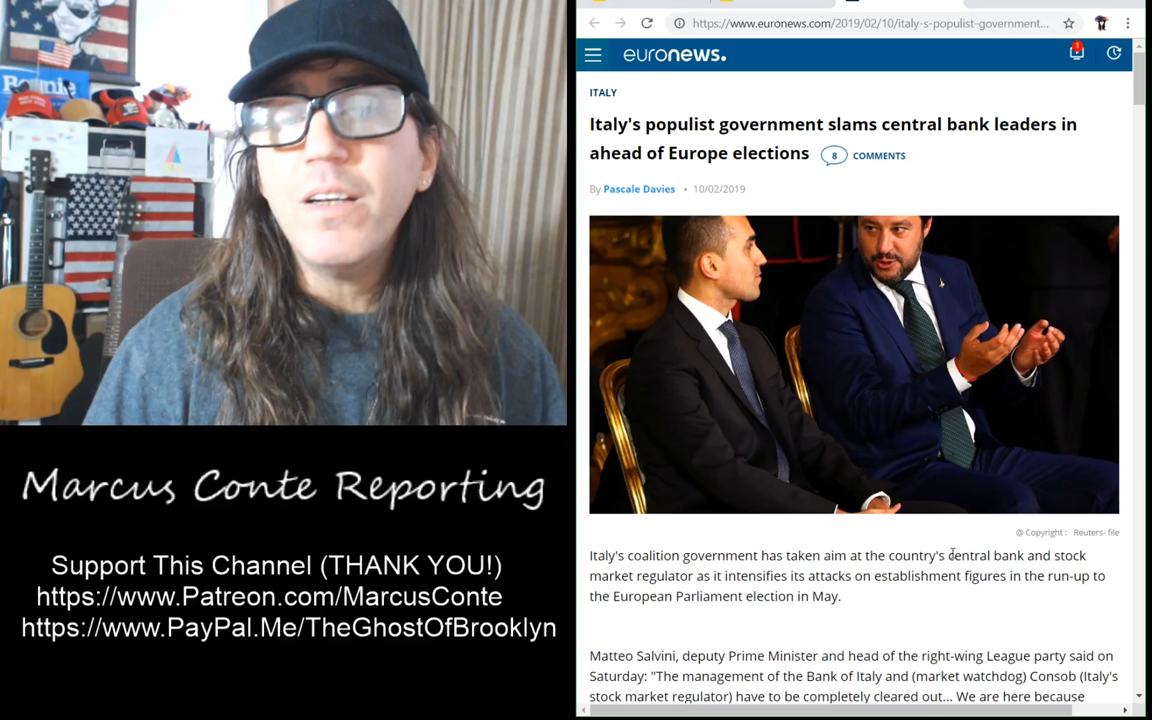 Bernie
Marcus Conte Reporting
Support This Channel (THANK YOU!)
https://www.Patreon.com/MarcusConte
https://www.PayPal.Me/TheGhostOfBrooklyn
https://www.euronews.com/2019/02/10/italy-s-populist-government...
euronews.
1
ITALY
Italy's populist government slams central bank leaders in
ahead of Europe elections 8 COMMENTS
By Pascale Davies • 10/02/2019
@ Copyright : Reuters- file
Italy's coalition government has taken aim at the country's central bank and stock
market regulator as it intensifies its attacks on establishment figures in the run-up to
the European Parliament election in May.
Matteo Salvini, deputy Prime Minister and head of the right-wing League party said on
Saturday: "The management of the Bank of Italy and (market watchdog) Consob (Italy's
stock market regulator) have to be completely cleared out... We are here because